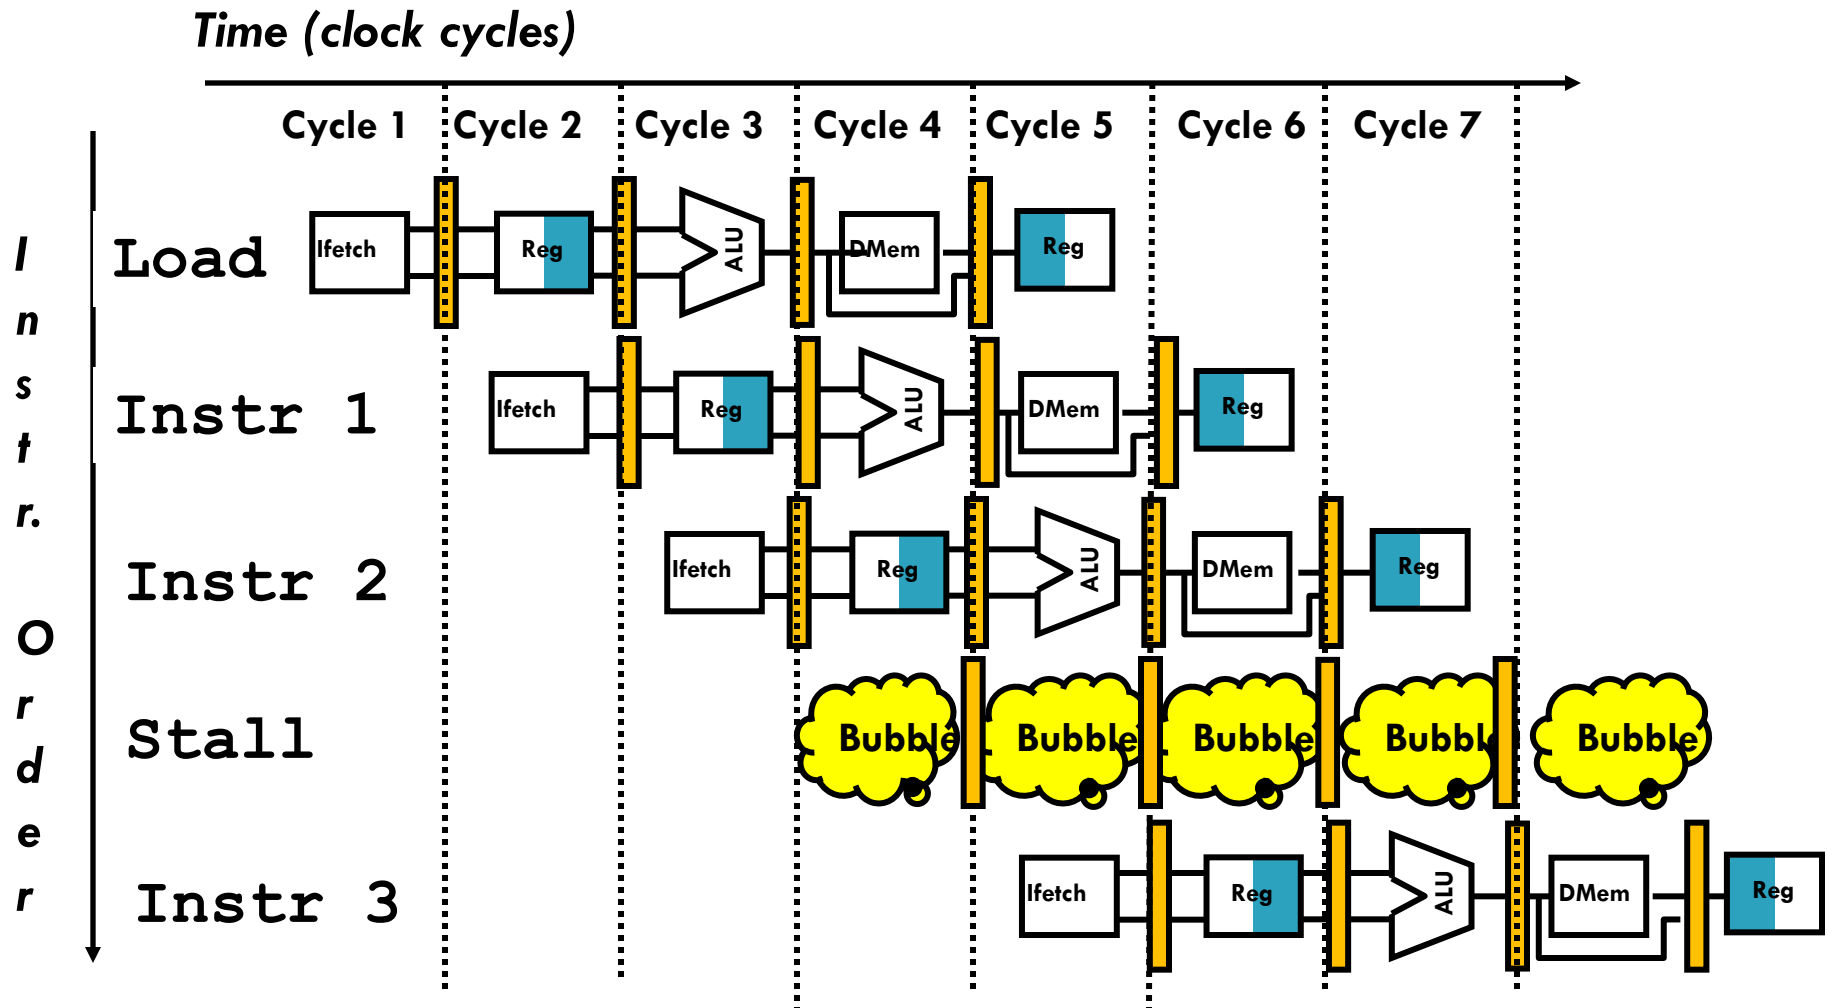 Time (clock cycles)
Cycle 1 Cycle 2 Cycle 3 Cycle 4 Cycle 5 Cycle 6 Cycle 7
Instr. Order
Load Ifetch Reg ALU DMem Reg
Instr 1 Ifetch Reg ALU DMem Reg
Instr 2 Ifetch Reg ALU DMem Reg
Stall Bubble Bubble Bubble Bubble Bubble
Instr 3 Ifetch Reg ALU DMem Reg